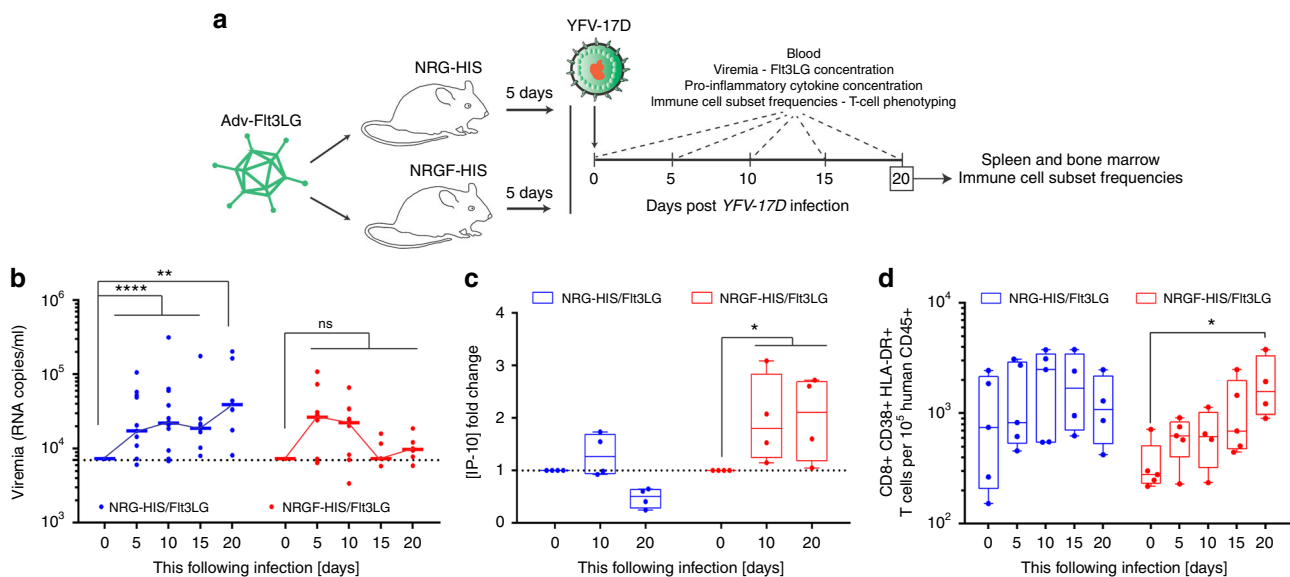 a
YFV-17D
NRG-HIS
5 days
Adv-Flt3LG
NRGF-HIS
5 days
Blood
Viremia - Flt3LG concentration
Pro-inflammatory cytokine concentration
Immune cell subset frequencies - T-cell phenotyping
0 5 10 15 20
Days post YFV-17D infection
Spleen and bone marrow
Immune cell subset frequencies
b
Viremia (RNA copies/ml)
10^6
10^5
10^4
10^3
**
****
ns
NRG-HIS/Flt3LG NRGF-HIS/Flt3LG
0 5 10 15 20 0 5 10 15 20
This following infection [days]
c
NRG-HIS/Flt3LG NRGF-HIS/Flt3LG
[IP-10] fold change
4
3
2
1
0
*
0 10 20 0 10 20
This following infection [days]
d
NRG-HIS/Flt3LG NRGF-HIS/Flt3LG
CD8+ CD38+ HLA-DR+
T cells per 10^5 human CD45+
10^4
10^3
10^2
*
0 5 10 15 20 0 5 10 15 20
This following infection [days]